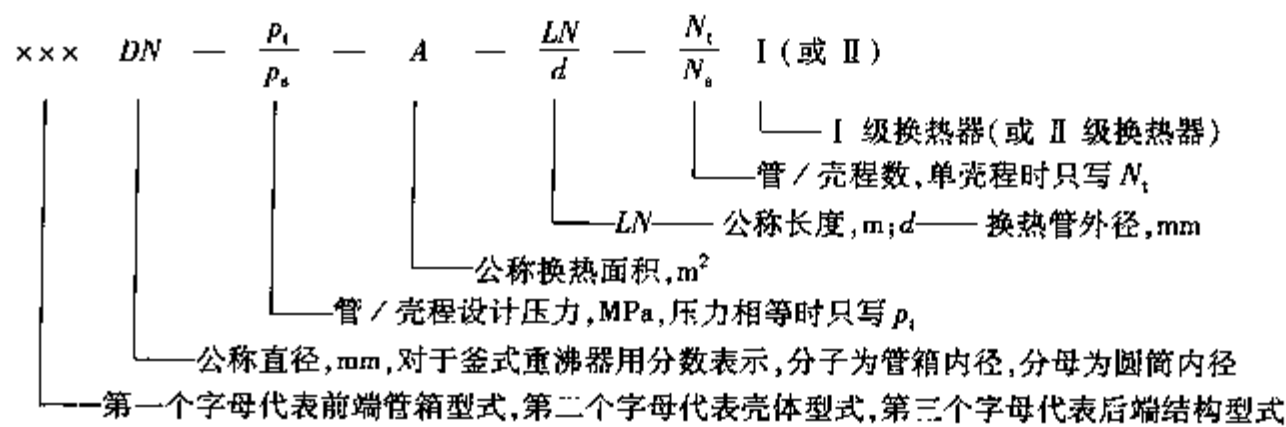 ××× DN — p_t/p_s — A — LN/d — N_t/N_s Ⅰ(或 Ⅱ)
Ⅰ 级换热器(或 Ⅱ 级换热器)
管/壳程数,单壳程时只写 N_t
LN—— 公称长度,m;d—— 换热管外径,mm
公称换热面积,m²
管/壳程设计压力,MPa,压力相等时只写 p_t
公称直径,mm,对于釜式重沸器用分数表示,分子为管箱内径,分母为圆筒内径
第一个字母代表前端管箱型式,第二个字母代表壳体型式,第三个字母代表后端结构型式